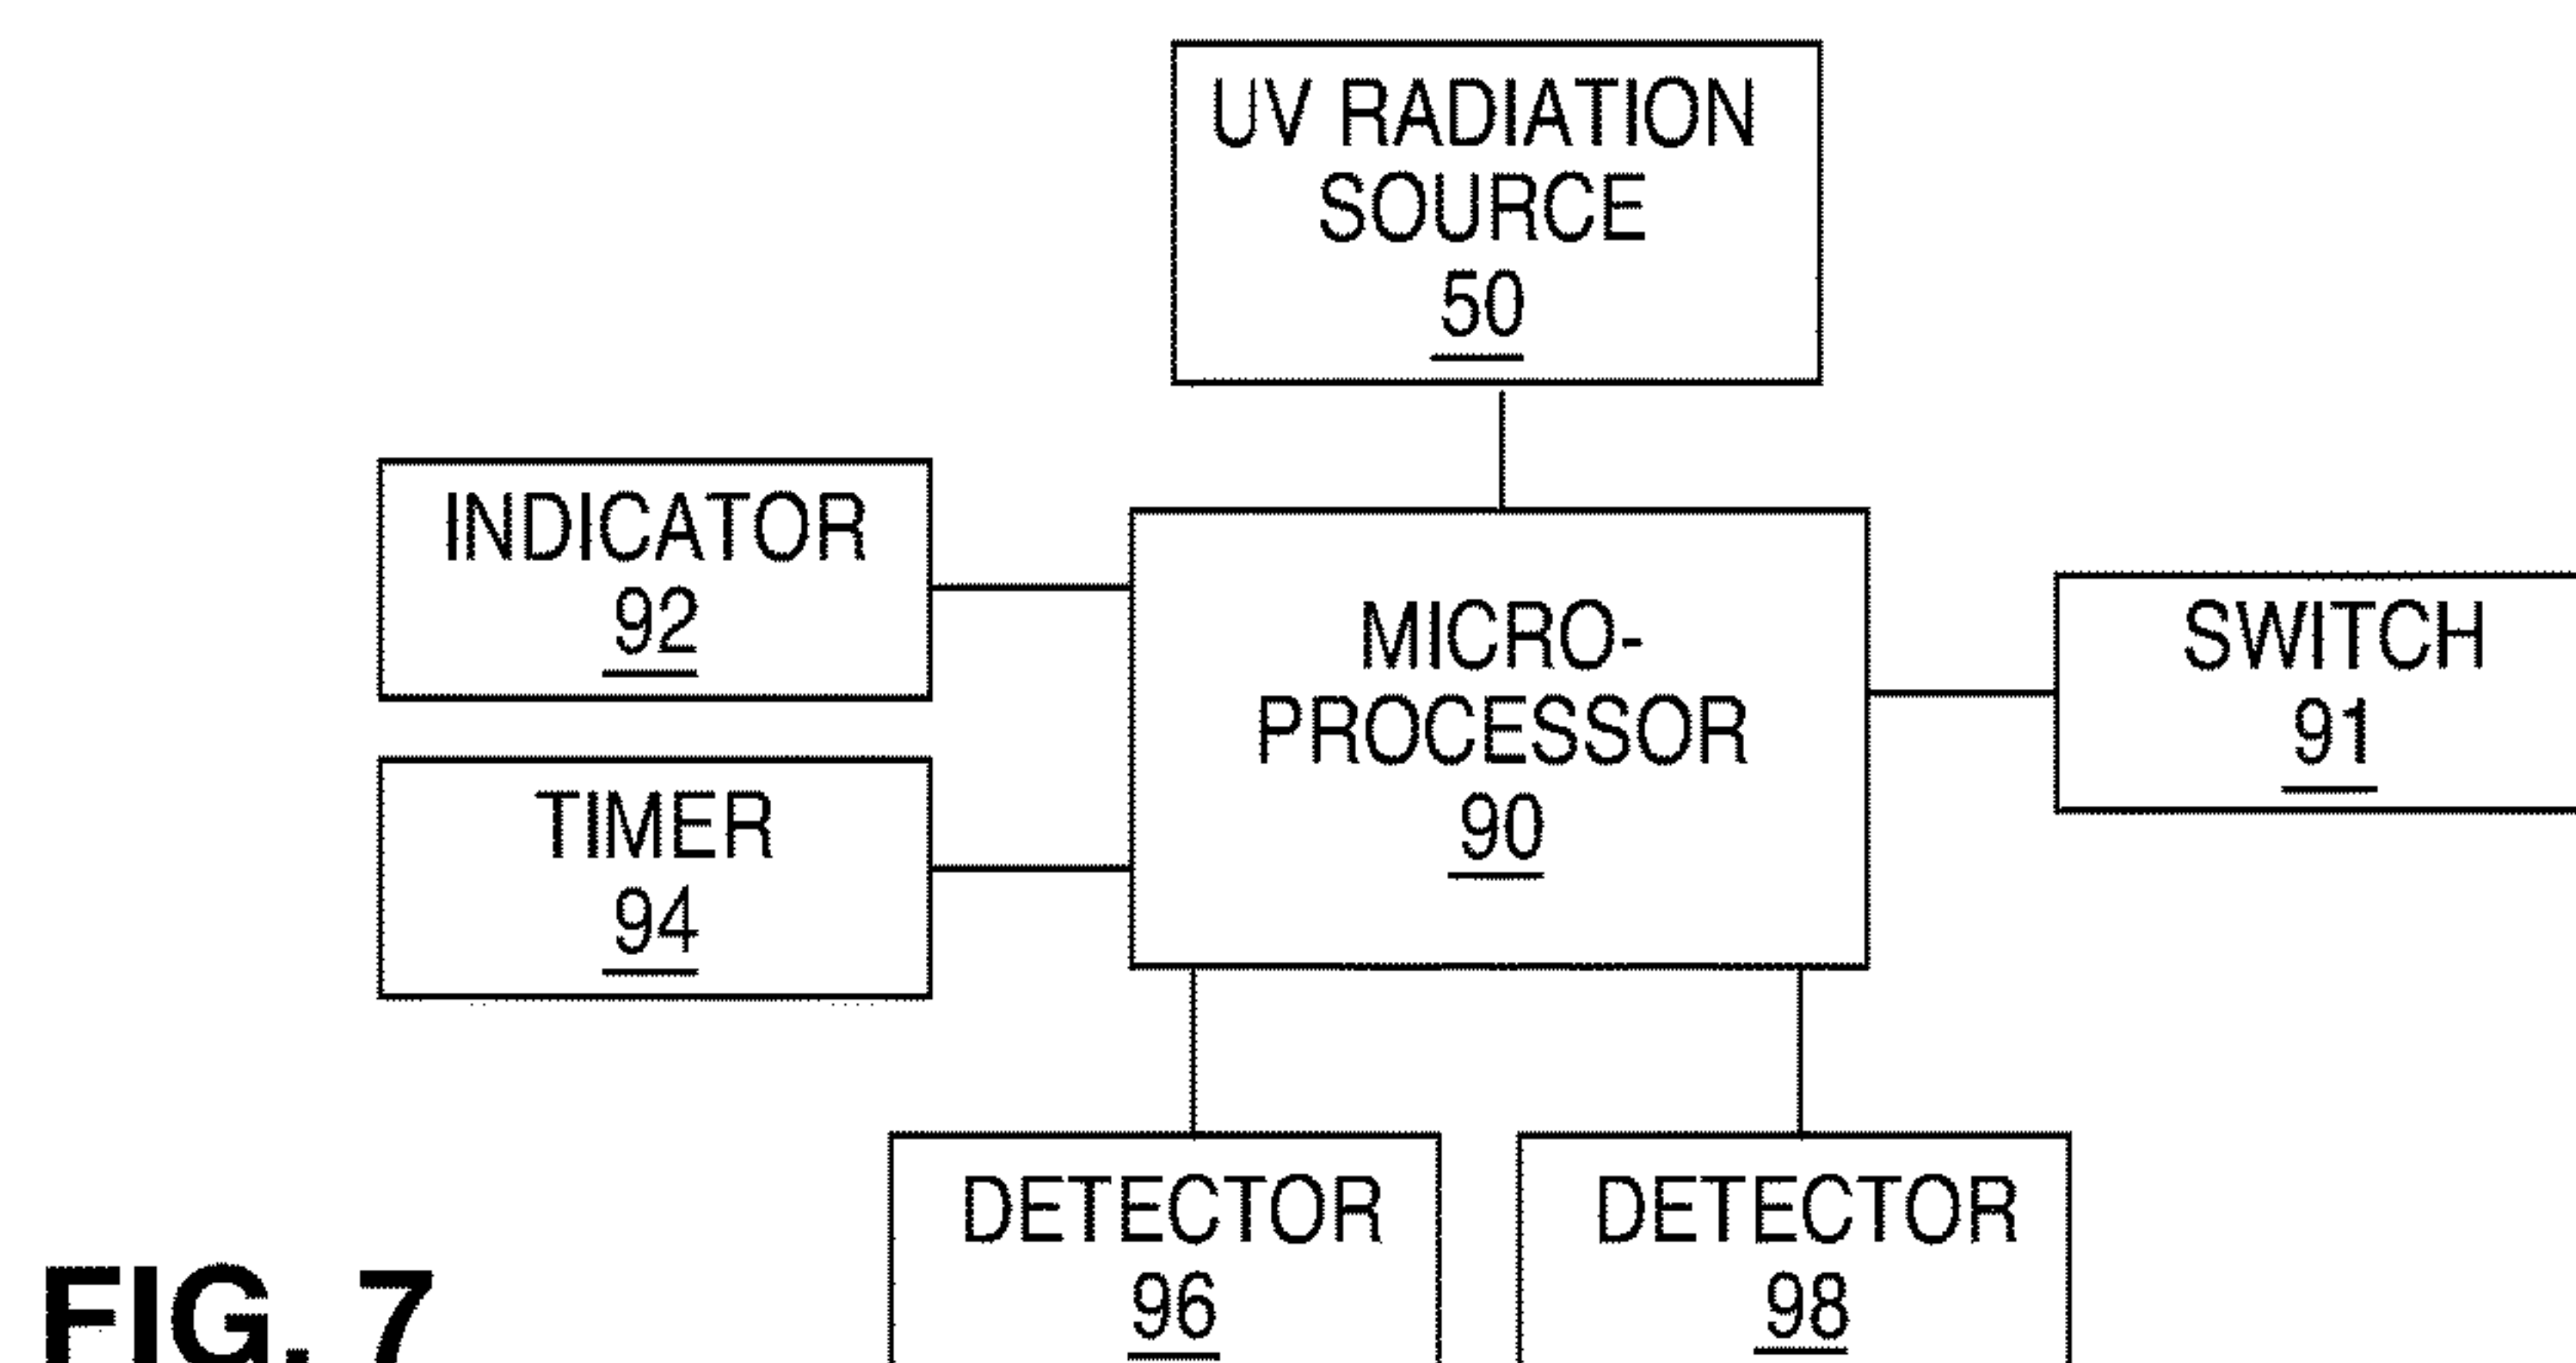 UV RADIATION
SOURCE
50
INDICATOR
92
MICRO-
PROCESSOR
90
SWITCH
91
TIMER
94
DETECTOR
96
DETECTOR
98
FIG. 7